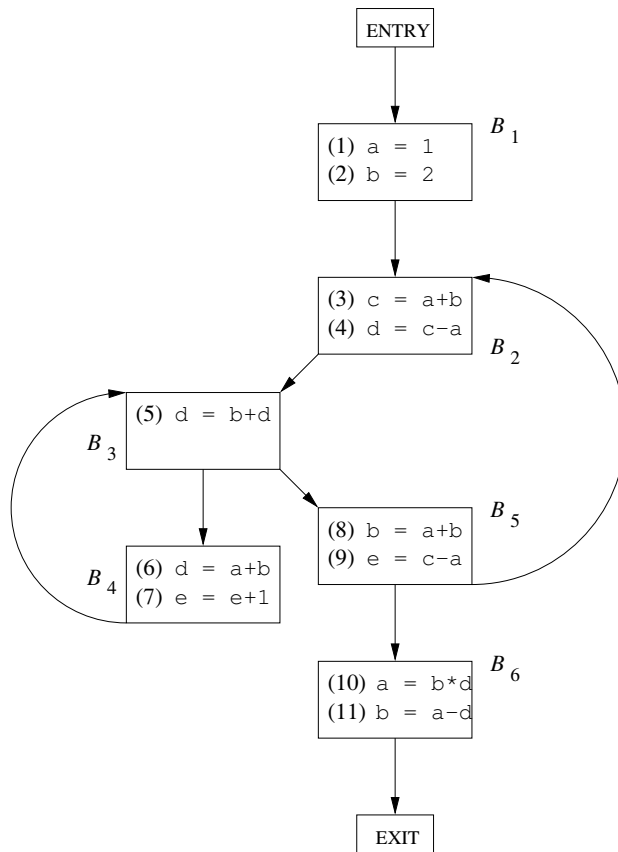 ENTRY
B 1
(1) a = 1
(2) b = 2
(3) c = a+b
(4) d = c-a
B 2
(5) d = b+d
B 3
B 5
(8) b = a+b
(9) e = c-a
B 4
(6) d = a+b
(7) e = e+1
B 6
(10) a = b*d
(11) b = a-d
EXIT